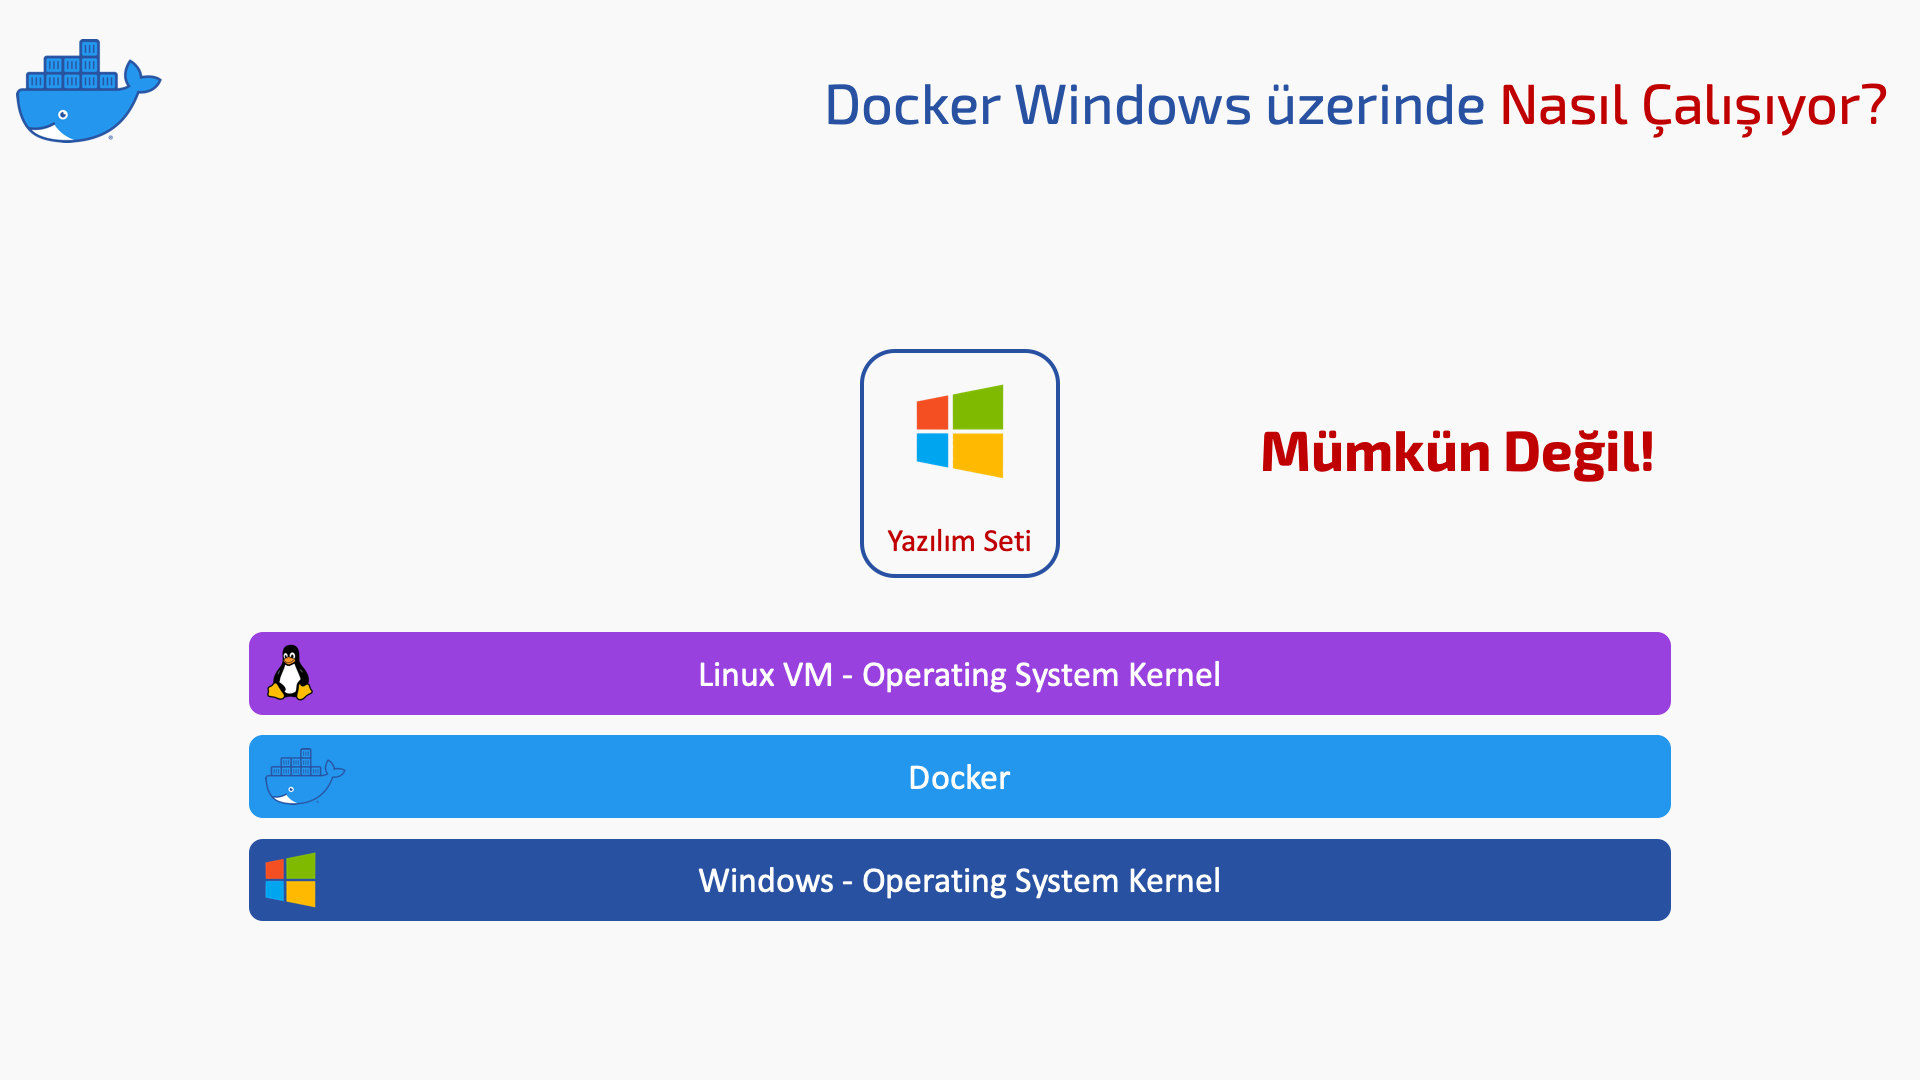 Docker Windows üzerinde Nasıl Çalışıyor?
Mümkün Değil!
Yazılım Seti
Linux VM - Operating System Kernel
Docker
Windows - Operating System Kernel